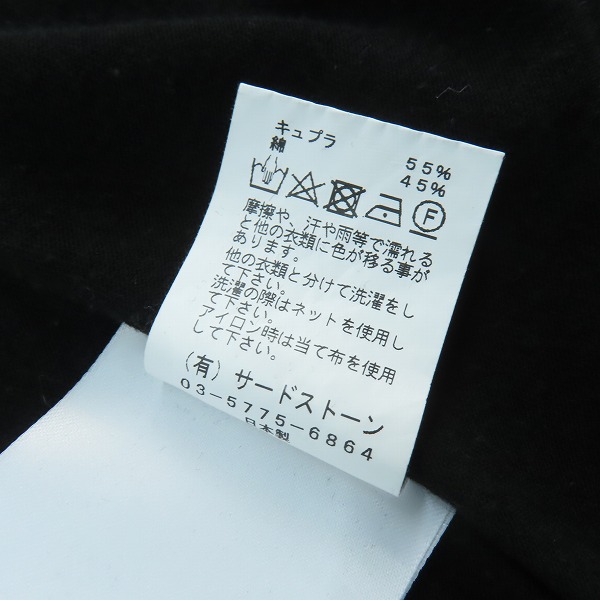 キュプラ 55%
綿 45%
F
摩擦や、汗や雨等で濡れる
と他の衣類に色が移る事が
あります。
他の衣類と分けて洗濯をし
て下さい。
洗濯の際はネットを使用し
て下さい。
アイロン時は当て布を使用
して下さい。
(有)サードストーン
03-5775-6864
日本製